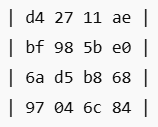 | d4 27 11 ae |
| bf 98 5b e0 |
| 6a d5 b8 68 |
| 97 04 6c 84 |